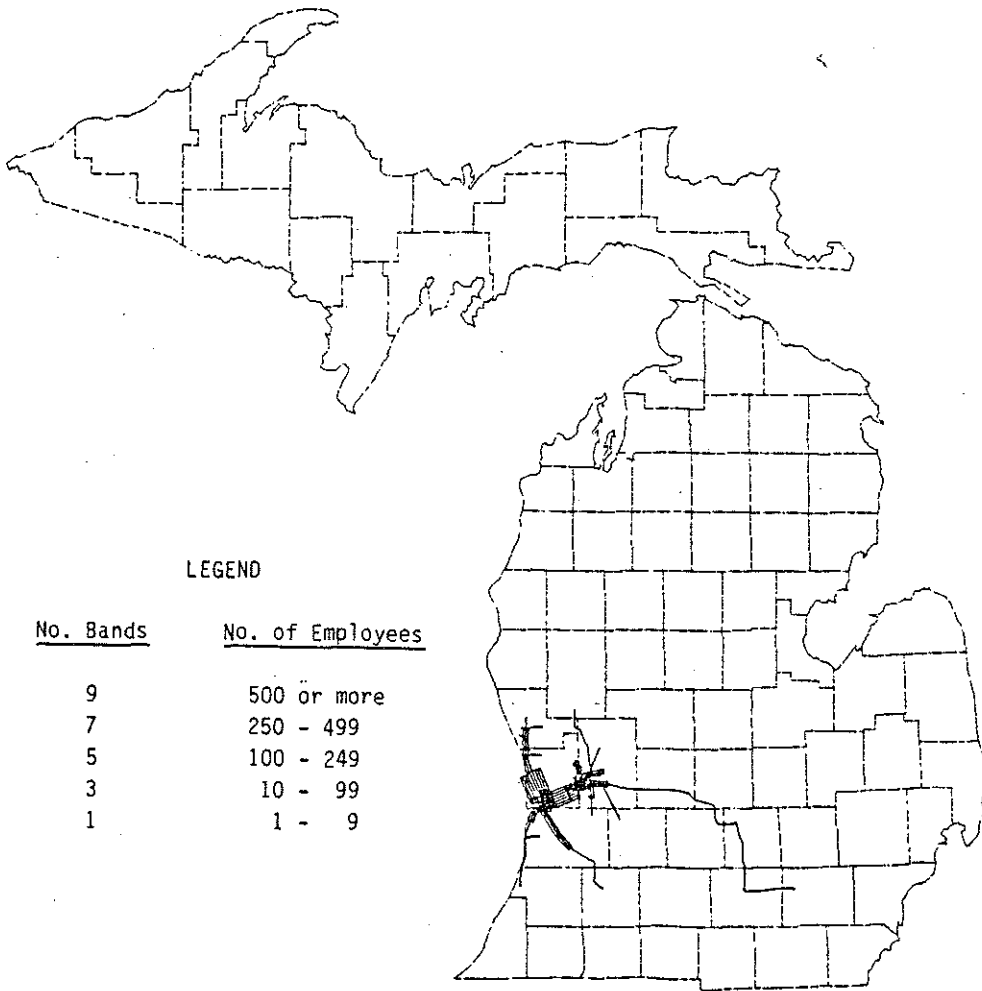 LEGEND
No. Bands No. of Employees
9 500 or more
7 250 - 499
5 100 - 249
3 10 - 99
1 1 - 9